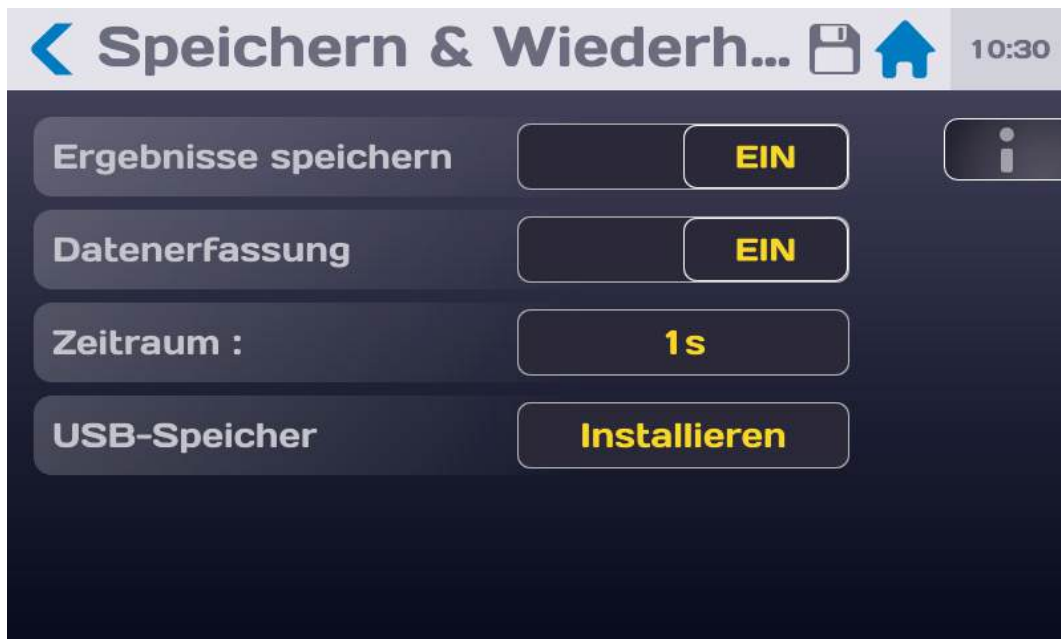 Speichern & Wiederh... 10:30
Ergebnisse speichern EIN
Datenerfassung EIN
Zeitraum : 1s
USB-Speicher Installieren